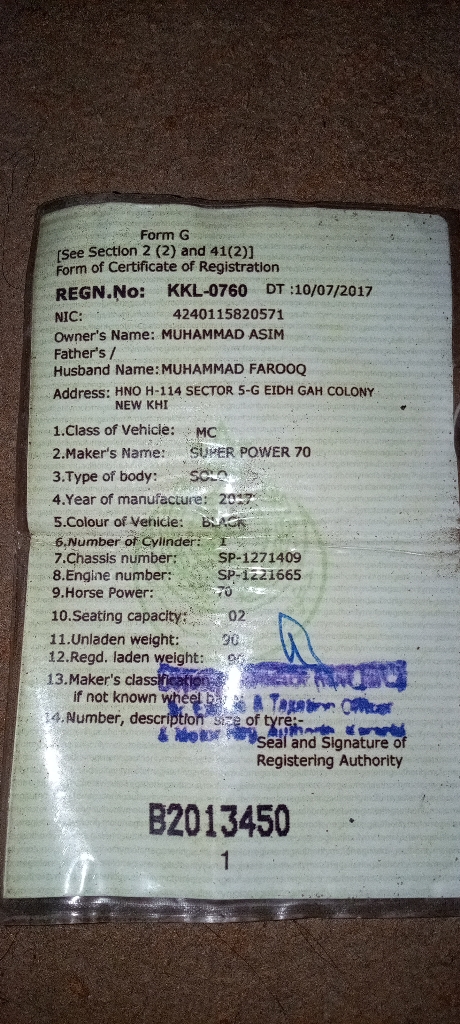 Form G
[See Section 2 (2) and 41(2)]
Form of Certificate of Registration
REGN.No: KKL-0760 DT :10/07/2017
NIC: 4240115820571
Owner's Name: MUHAMMAD ASIM
Father's /
Husband Name: MUHAMMAD FAROOQ
Address: HNO H-114 SECTOR 5-G EIDH GAH COLONY
NEW KHI
1.Class of Vehicle: MC
2.Maker's Name: SUPER POWER 70
3.Type of body: SOLO
4.Year of manufacture: 2017
5.Colour of Vehicle: BLACK
6.Number of Cylinder: 1
7.Chassis number: SP-1271409
8.Engine number: SP-1221665
9.Horse Power: 70
10.Seating capacity: 02
11.Unladen weight: 90
12.Regd. laden weight: 90
13.Maker's classification
if not known wheel
& Taxation Officer
14.Number, description size of tyre:-
& Motor Authority Karachi
Seal and Signature of
Registering Authority
B2013450
1